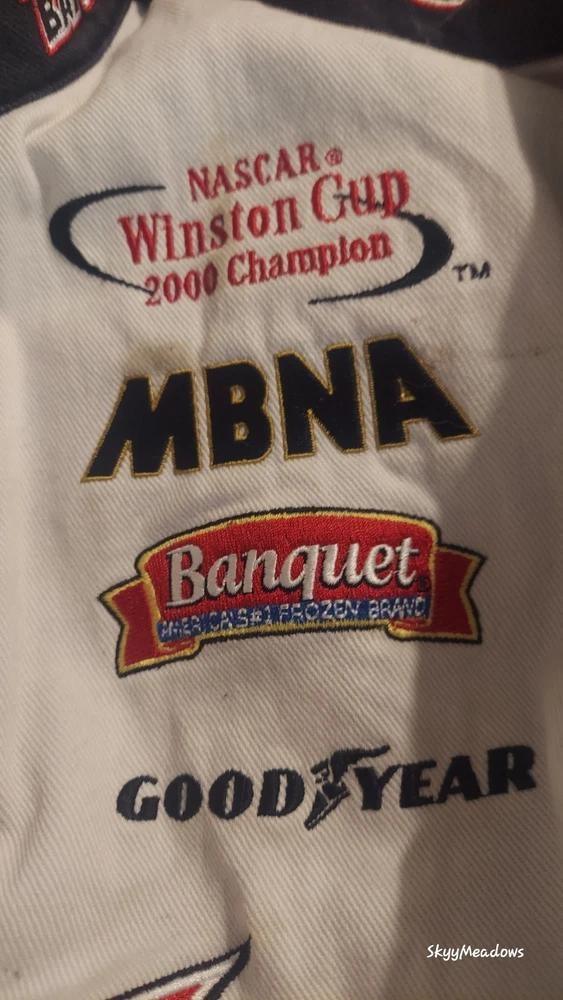 NASCAR®
Winston Cup
2000 Champion
TM
MBNA
Banquet®
AMERICA'S #1 FROZEN BRAND
GOODYEAR
SkyyMeadows